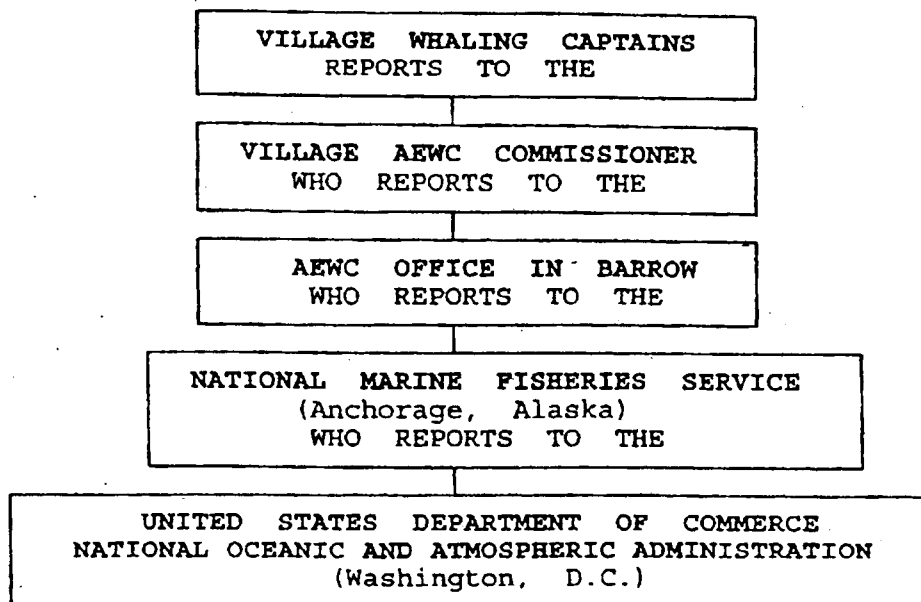 VILLAGE WHALING CAPTAINS
REPORTS TO THE
VILLAGE AEWC COMMISSIONER
WHO REPORTS TO THE
AEWC OFFICE IN BARROW
WHO REPORTS TO THE
NATIONAL MARINE FISHERIES SERVICE
(Anchorage, Alaska)
WHO REPORTS TO THE
UNITED STATES DEPARTMENT OF COMMERCE
NATIONAL OCEANIC AND ATMOSPHERIC ADMINISTRATION
(Washington, D.C.)